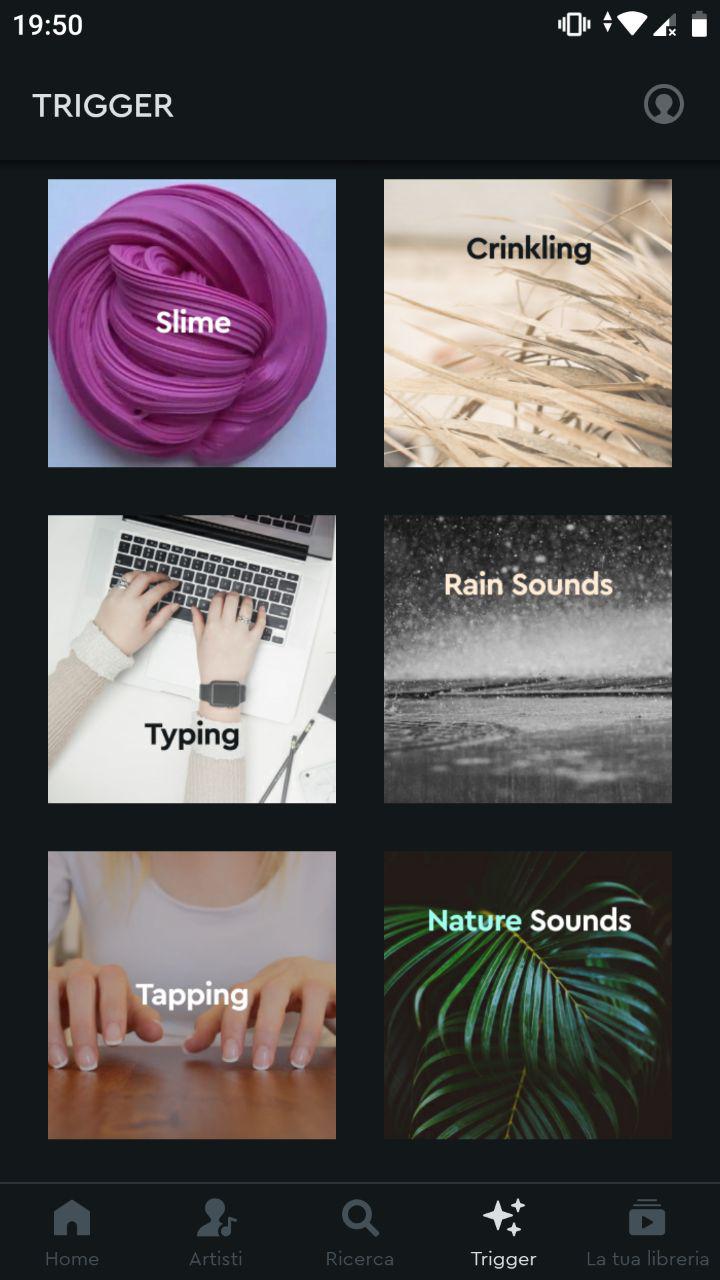 19:50
TRIGGER
Slime
Crinkling
Typing
Rain Sounds
Tapping
Nature Sounds
Home
Artisti
Ricerca
Trigger
La tua libreria